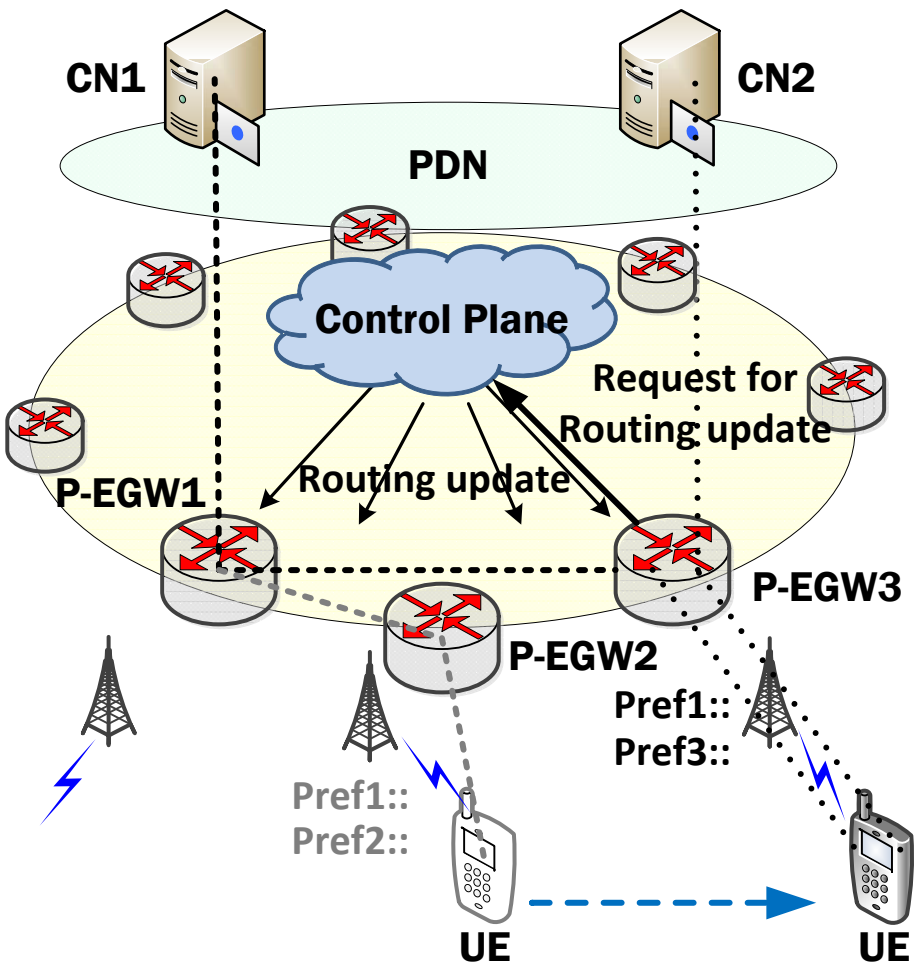 CN1
CN2
PDN
Control Plane
Request for
Routing update
Routing update
P-EGW1
P-EGW3
P-EGW2
Pref1::
Pref3::
Pref1::
Pref2::
UE
UE